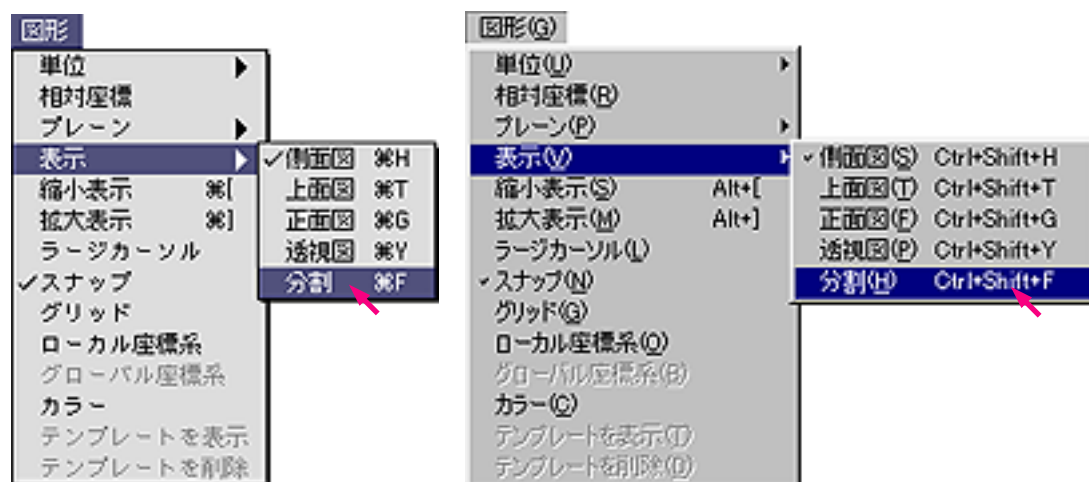 図形
単位
相対座標
プレーン
表示
縮小表示 ⌘[
拡大表示 ⌘]
ラージカーソル
✓スナップ
グリッド
ローカル座標系
グローバル座標系
カラー
テンプレートを表示
テンプレートを削除
✓側面図 ⌘H
上面図 ⌘T
正面図 ⌘G
透視図 ⌘Y
分割 ⌘F
図形(G)
単位(U)
相対座標(R)
プレーン(P)
表示(V)
縮小表示(S) Alt+[
拡大表示(M) Alt+]
ラージカーソル(L)
✓スナップ(N)
グリッド(G)
ローカル座標系(O)
グローバル座標系(B)
カラー(C)
テンプレートを表示(T)
テンプレートを削除(D)
✓側面図(S) Ctrl+Shift+H
上面図(T) Ctrl+Shift+T
正面図(F) Ctrl+Shift+G
透視図(P) Ctrl+Shift+Y
分割(H) Ctrl+Shift+F